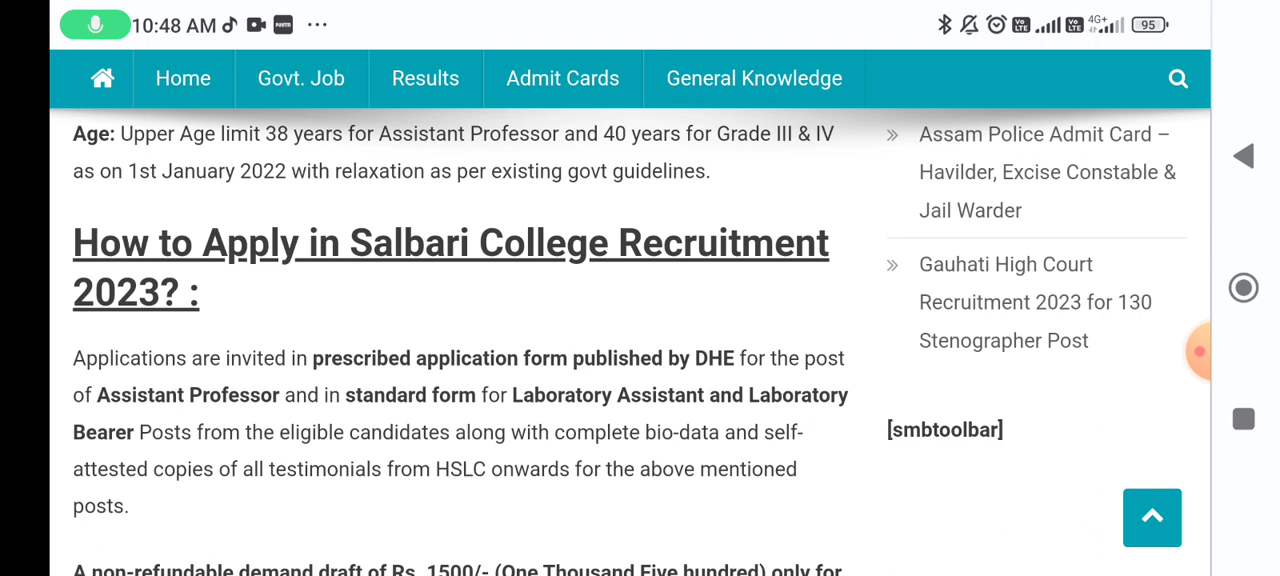 10:48 AM
4G+
95
Home Govt. Job Results Admit Cards General Knowledge
Age: Upper Age limit 38 years for Assistant Professor and 40 years for Grade III & IV
as on 1st January 2022 with relaxation as per existing govt guidelines.
How to Apply in Salbari College Recruitment
2023? :
Applications are invited in prescribed application form published by DHE for the post
of Assistant Professor and in standard form for Laboratory Assistant and Laboratory
Bearer Posts from the eligible candidates along with complete bio-data and self-
attested copies of all testimonials from HSLC onwards for the above mentioned
posts.
A non-refundable demand draft of Rs. 1500/- (One Thousand Five hundred) only for
Assam Police Admit Card –
Havilder, Excise Constable &
Jail Warder
Gauhati High Court
Recruitment 2023 for 130
Stenographer Post
[smbtoolbar]